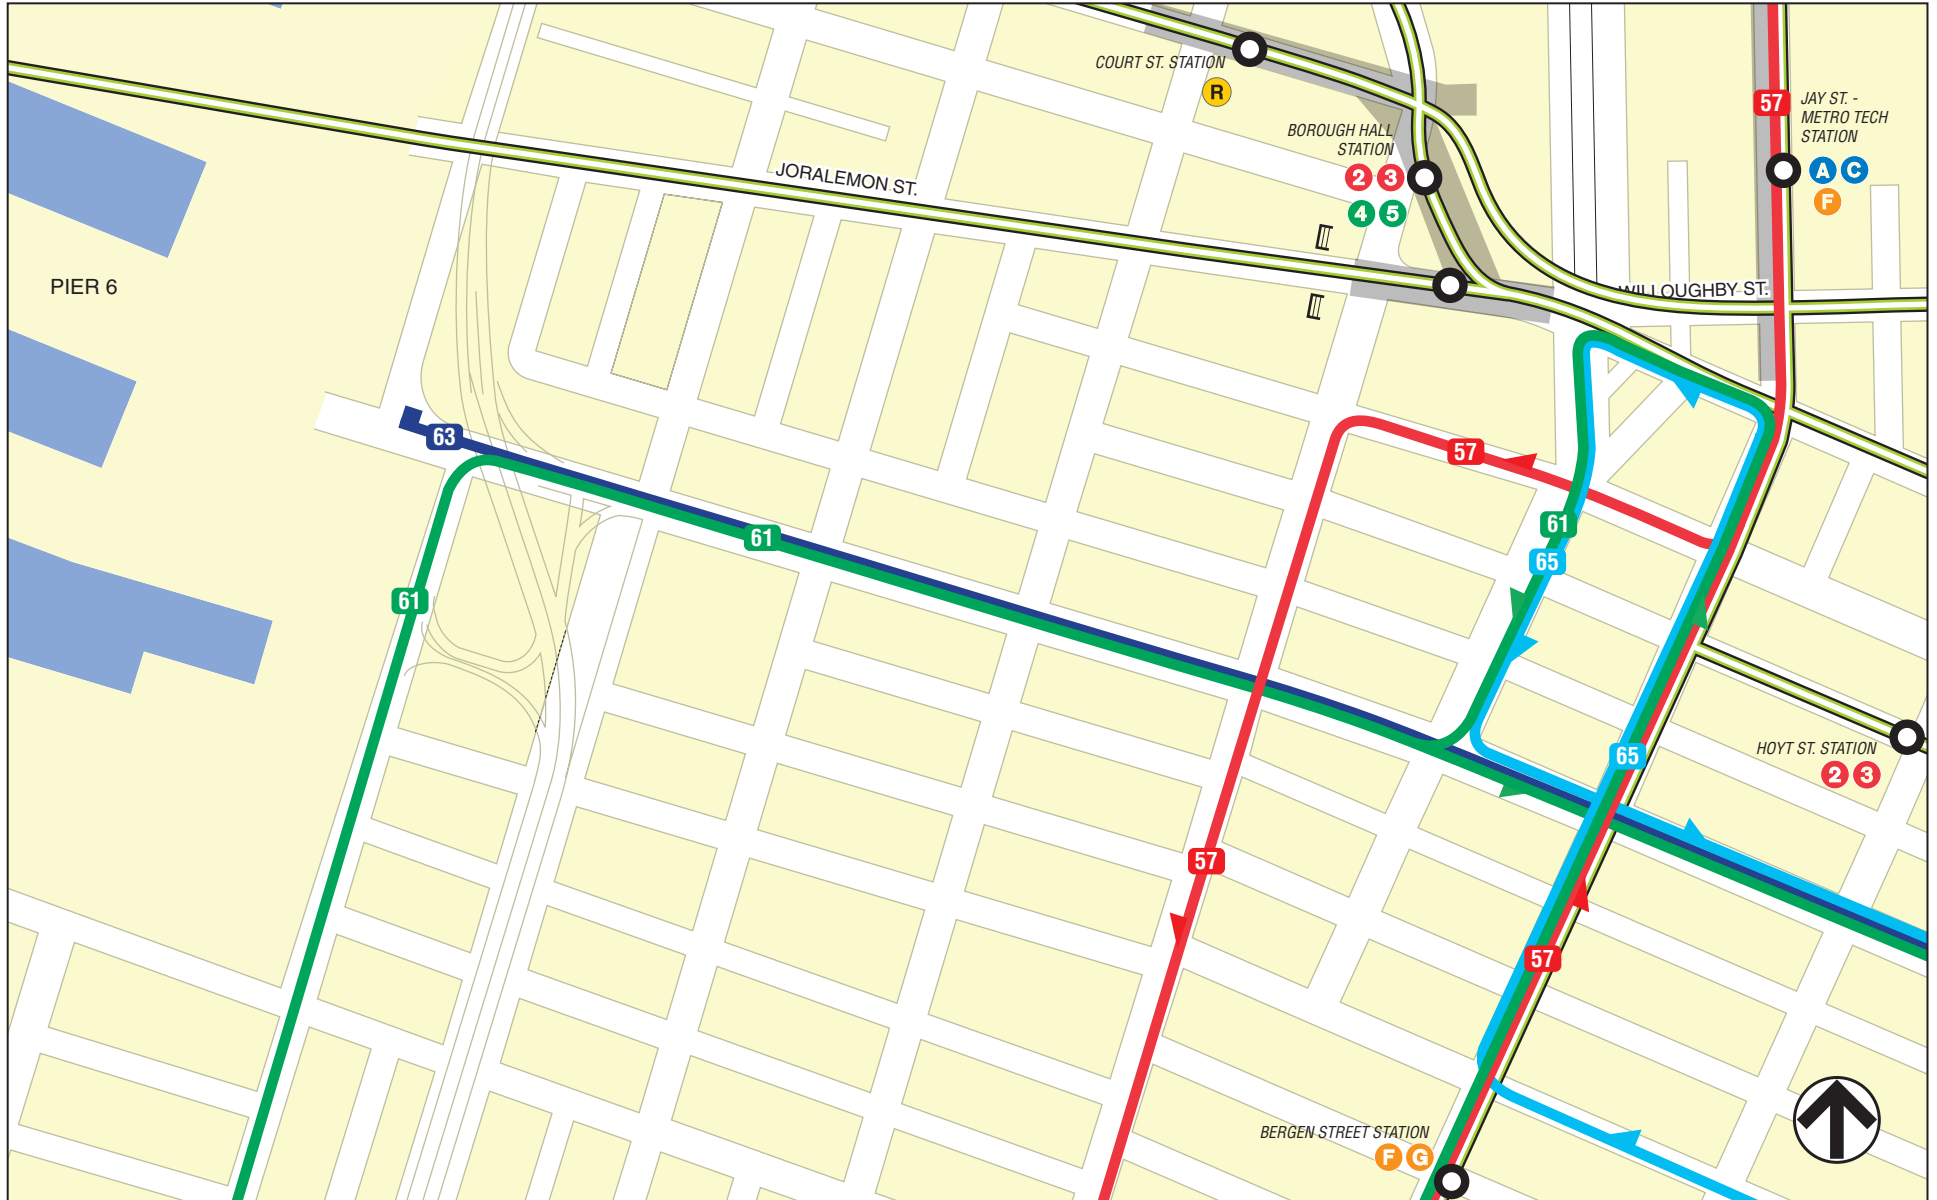 COURT ST. STATION
R
BOROUGH HALL
STATION
2 3
4 5
57
JAY ST. -
METRO TECH
STATION
A C
F
JORALEMON ST.
WILLOUGHBY ST.
PIER 6
63
57
61
61
65
61
65
HOYT ST. STATION
2 3
57
57
BERGEN STREET STATION
F G